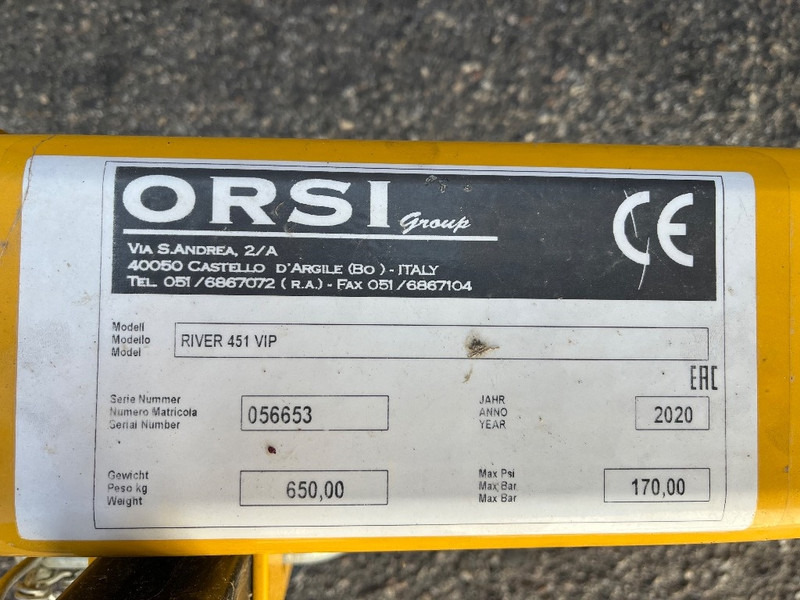 ORSI Group
CE
VIA S.ANDREA, 2/A
40050 CASTELLO D'ARGILE (BO) - ITALY
TEL. 051/6867072 ( R.A.) - FAX 051/6867104
Modell
Modello
Model
RIVER 451 VIP
EAC
Serie Nummer
Numero Matricola
Serial Number
056653
JAHR
ANNO
YEAR
2020
Gewicht
Peso kg
Weight
650,00
Max Psi
Max Bar
Max Bar
170,00